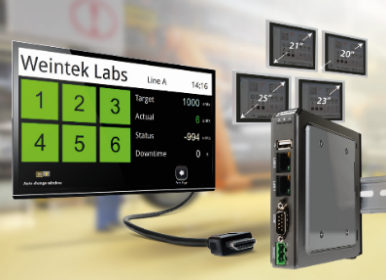 Weintek Labs
Line A
14:16
1 2 3
4 5 6
Target 1000
Actual 6
Status -994
Downtime 0
21"
20"
25"
23"